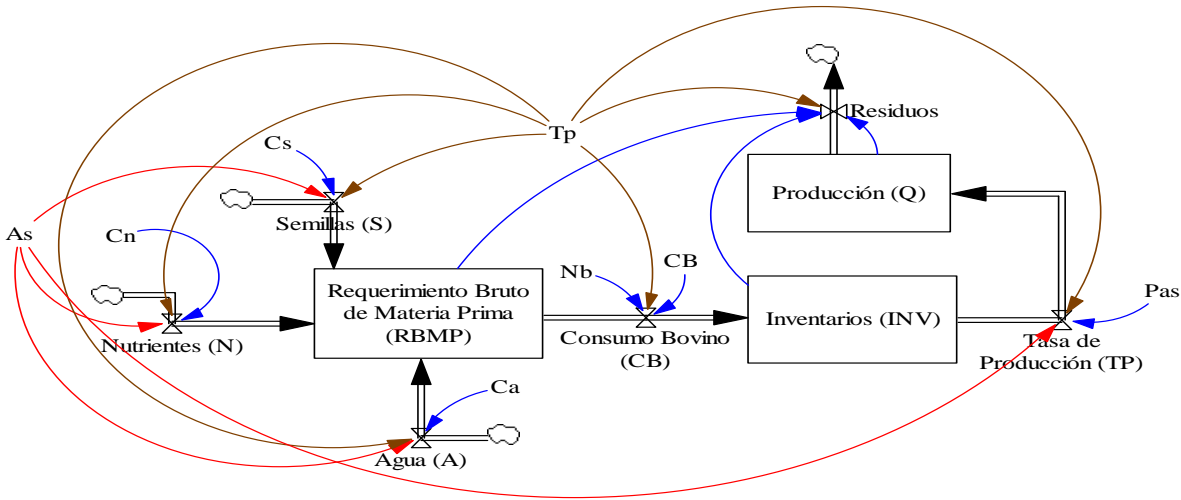 Residuos
Tp
Cs
Producción (Q)
Semillas (S)
As
Cn
Nb
CB
Requerimiento Bruto
de Materia Prima
(RBMP)
Pas
Inventarios (INV)
Nutrientes (N)
Consumo Bovino
(CB)
Tasa de
Producción (TP)
Ca
Agua (A)